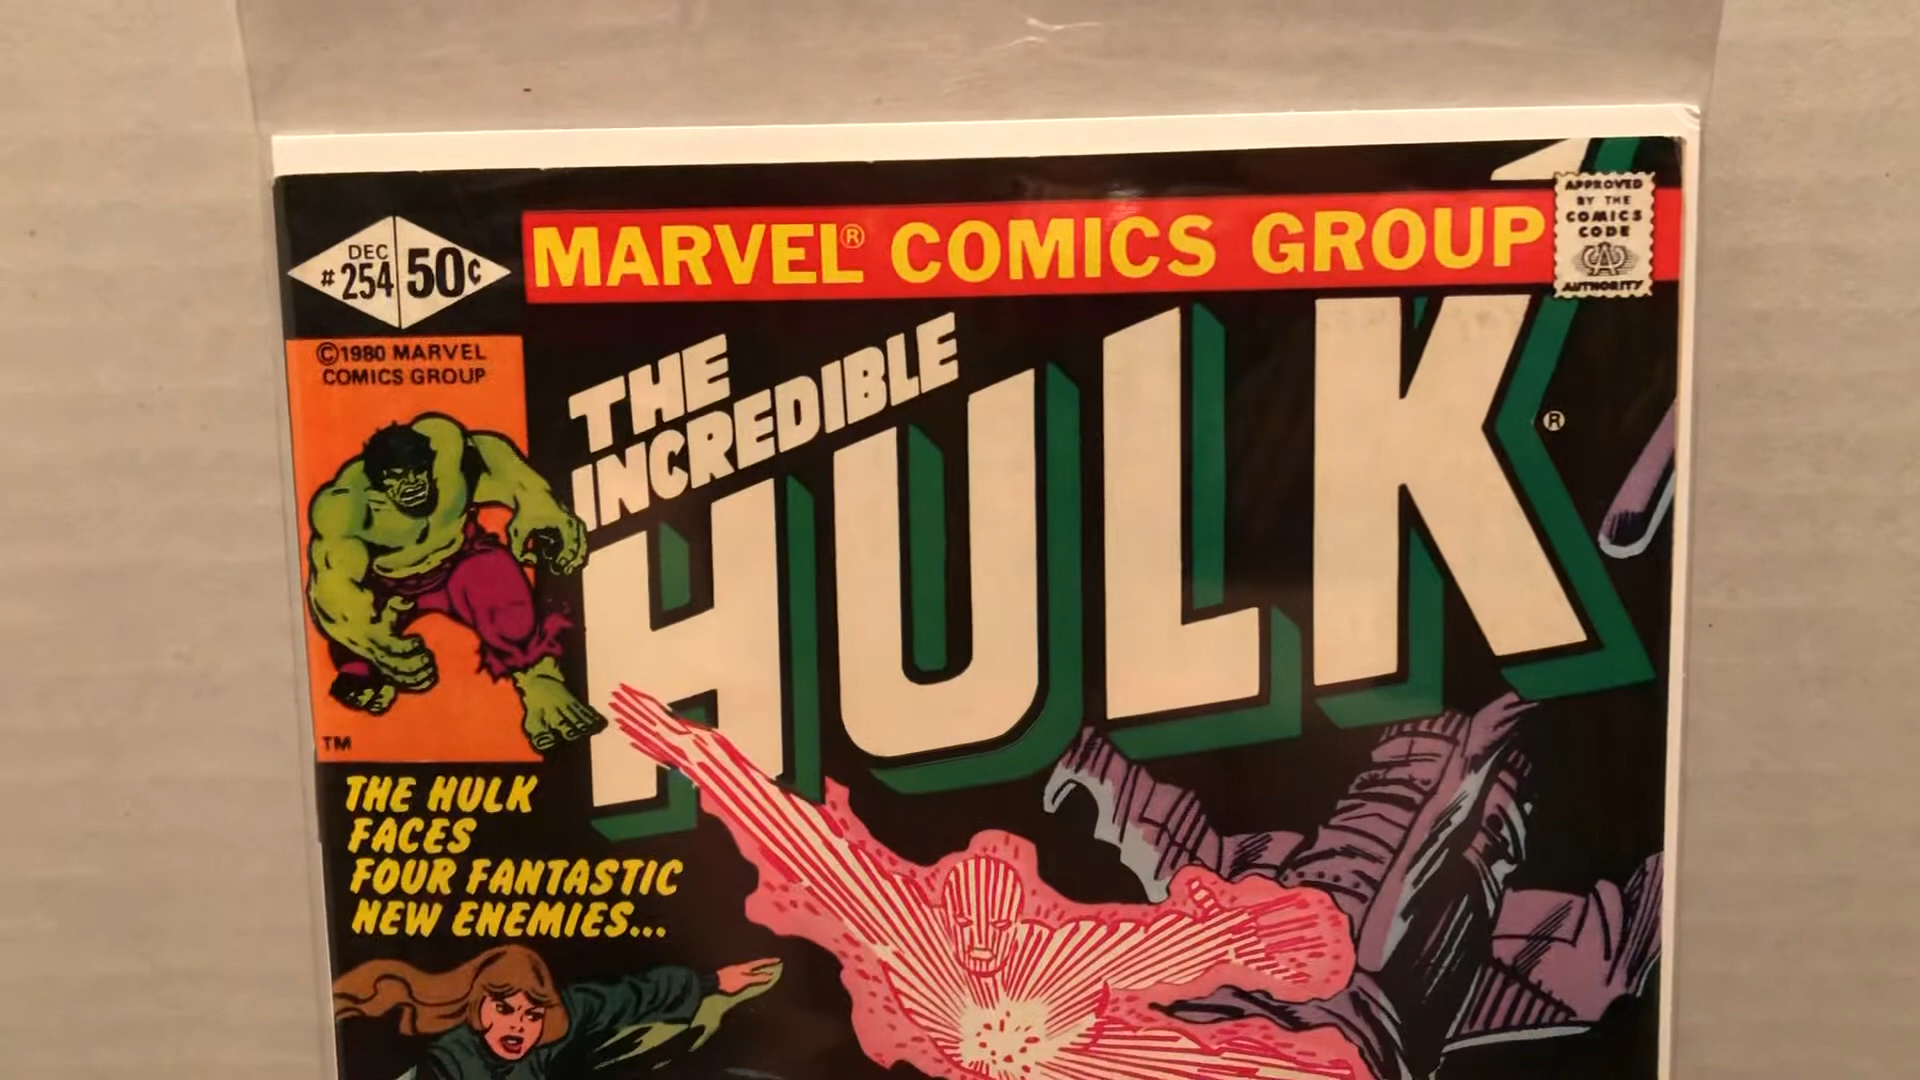 DEC
#254 50¢
MARVEL® COMICS GROUP
APPROVED
BY THE
COMICS
CODE
CA
AUTHORITY
©1980 MARVEL
COMICS GROUP
THE
INCREDIBLE
HULK®
TM
THE HULK
FACES
FOUR FANTASTIC
NEW ENEMIES...